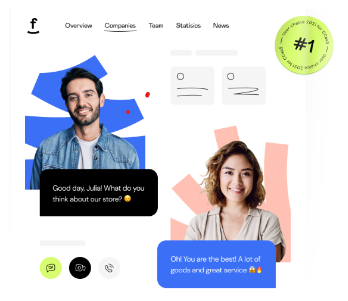 f
Overview Companies Team Statisics News
#1
Good day, Julia! What do you
think about our store? 😊
Oh! You are the best! A lot of
goods and great service 😱🔥